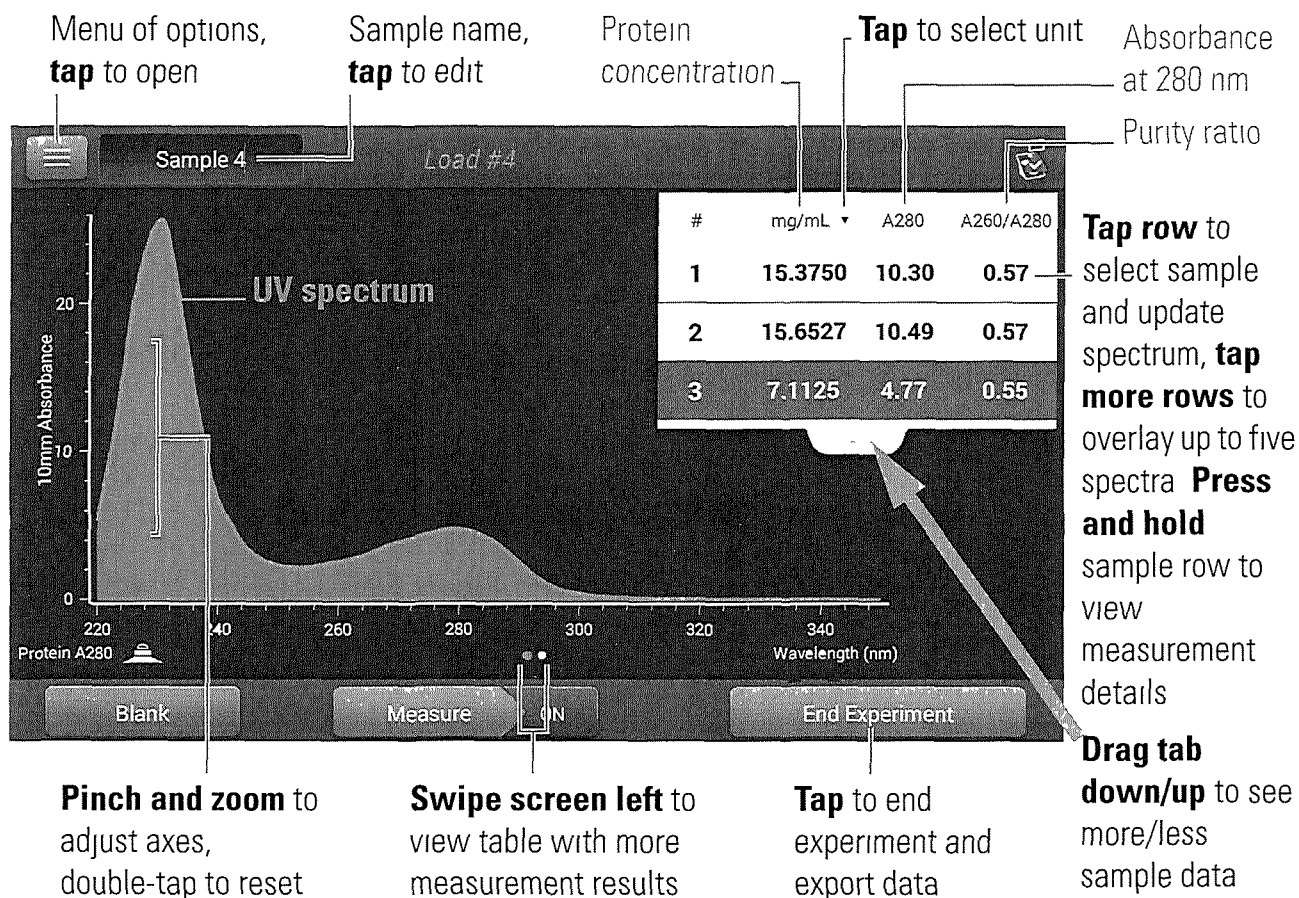 Menu of options,
tap to open
Sample name,
tap to edit
Protein
concentration
Tap to select unit
Absorbance
at 280 nm
Purity ratio
Sample 4
Load #4
# mg/mL A280 A260/A280
1 15.3750 10.30 0.57
2 15.6527 10.49 0.57
3 7.1125 4.77 0.55
UV spectrum
10mm Absorbance
20
10
0
220 240 260 280 300 320 340
Protein A280
Wavelength (nm)
Blank
Measure
ON
End Experiment
Tap row to
select sample
and update
spectrum, tap
more rows to
overlay up to five
spectra Press
and hold
sample row to
view
measurement
details
Drag tab
down/up to see
more/less
sample data
Pinch and zoom to
adjust axes,
double-tap to reset
Swipe screen left to
view table with more
measurement results
Tap to end
experiment and
export data